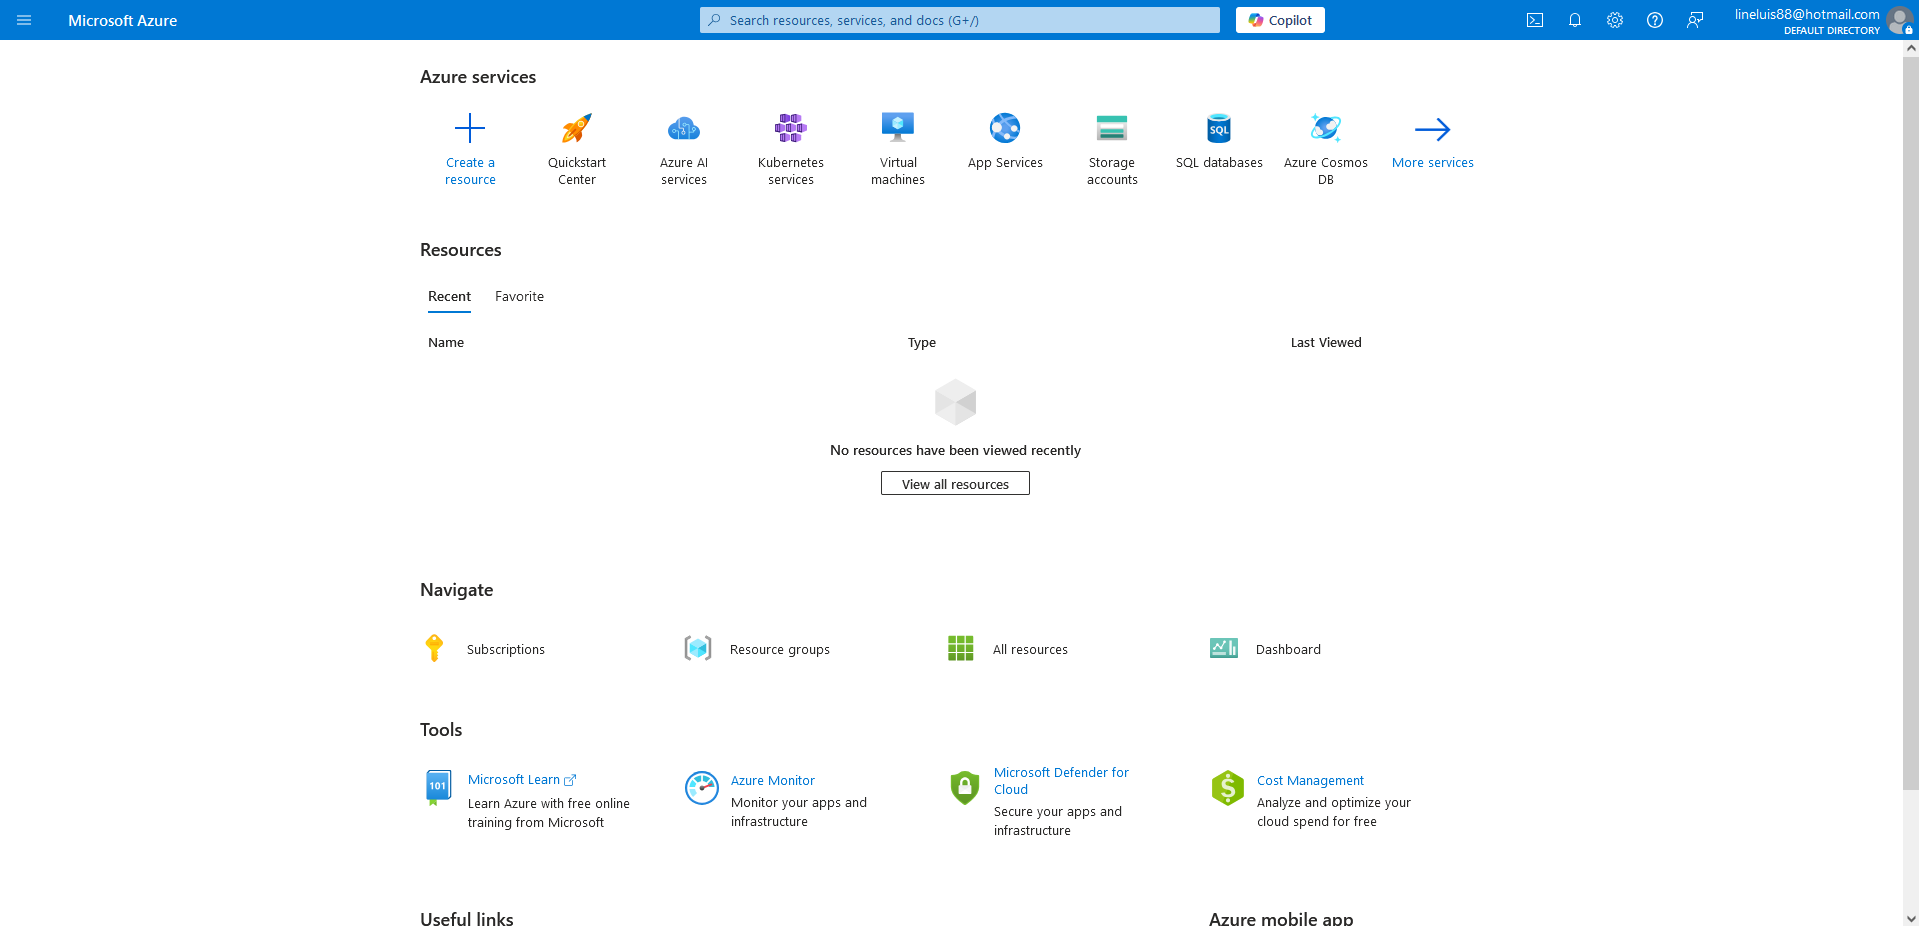 Microsoft Azure
Search resources, services, and docs (G+/)
Copilot
lineluis88@hotmail.com
DEFAULT DIRECTORY
Azure services
Create a
resource
Quickstart
Center
Azure AI
services
Kubernetes
services
Virtual
machines
App Services
Storage
accounts
SQL
SQL databases
Azure Cosmos
DB
More services
Resources
Recent
Favorite
Name
Type
Last Viewed
No resources have been viewed recently
View all resources
Navigate
Subscriptions
Resource groups
All resources
Dashboard
Tools
101
Microsoft Learn
Learn Azure with free online
training from Microsoft
Azure Monitor
Monitor your apps and
infrastructure
Microsoft Defender for
Cloud
Secure your apps and
infrastructure
$
Cost Management
Analyze and optimize your
cloud spend for free
Useful links
Azure mobile app